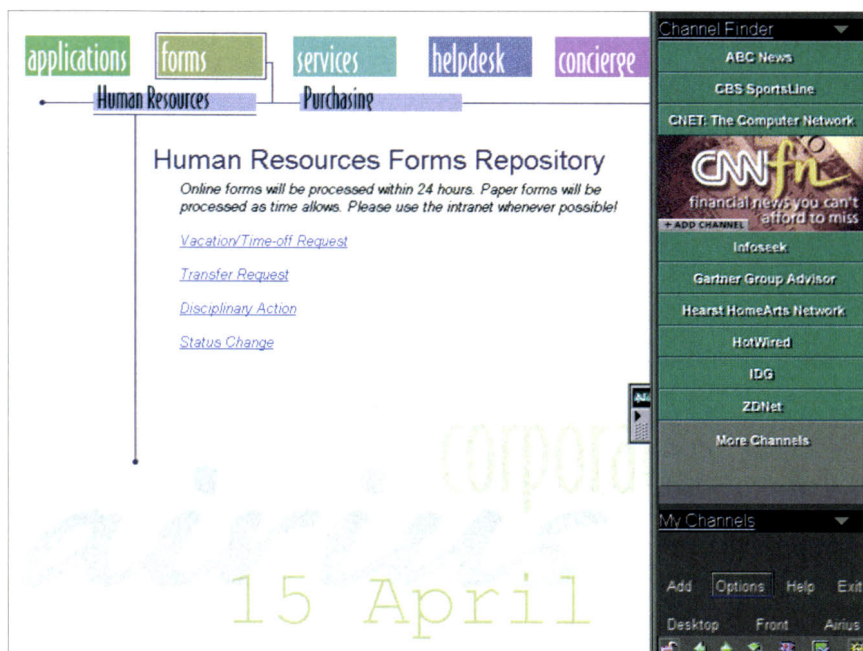 applications
forms
services
helpdesk
concierge
Human Resources
Purchasing
Human Resources Forms Repository
Online forms will be processed within 24 hours. Paper forms will be
processed as time allows. Please use the intranet whenever possible!
Vacation/Time-off Request
Transfer Request
Disciplinary Action
Status Change
corpora
airius
15 April
Channel Finder
ABC News
CBS SportsLine
CNET: The Computer Network
CNNfn
financial news you can't
afford to miss
+ ADD CHANNEL
Infoseek
Gartner Group Advisor
Hearst HomeArts Network
HotWired
IDG
ZDNet
More Channels
My Channels
Add Options Help Exit
Desktop Front Airius